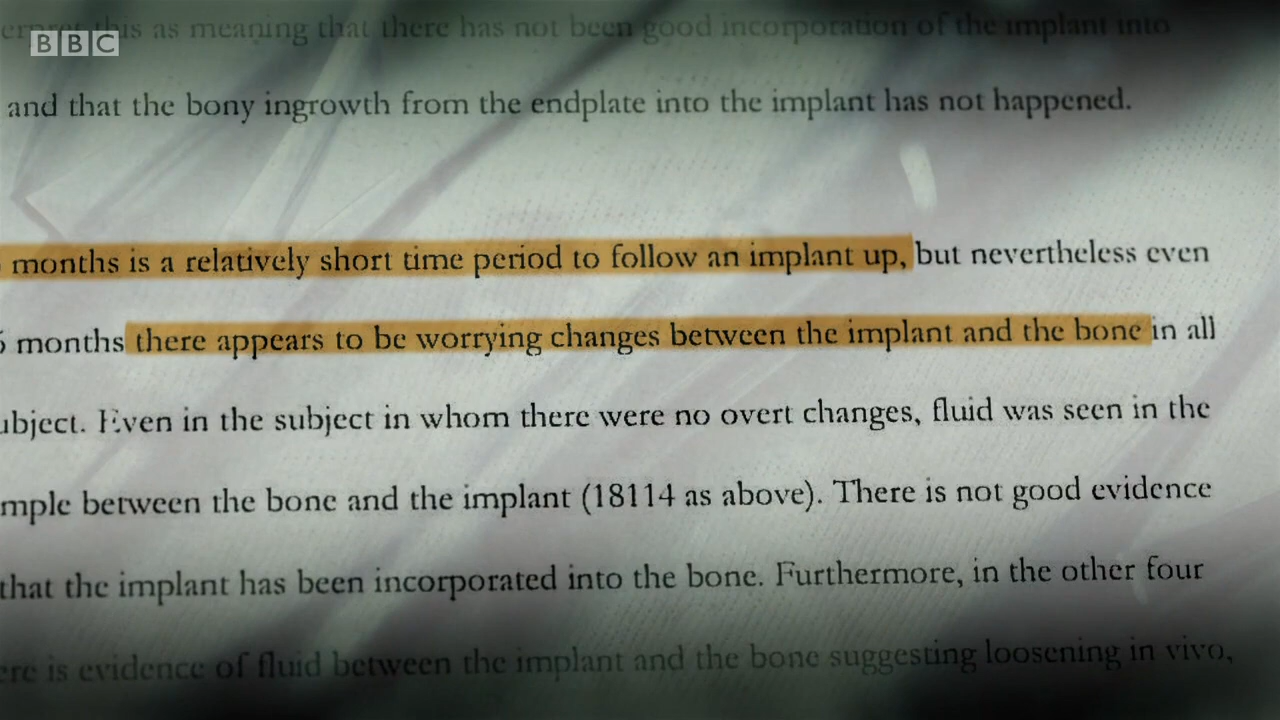 BBC
this as meaning that there has not been good incorporation of the implant into
and that the bony ingrowth from the endplate into the implant has not happened.
months is a relatively short time period to follow an implant up, but nevertheless even
months there appears to be worrying changes between the implant and the bone in all
ubject. Even in the subject in whom there were no overt changes, fluid was seen in the
mple between the bone and the implant (18114 as above). There is not good evidence
that the implant has been incorporated into the bone. Furthermore, in the other four
ere is evidence of fluid between the implant and the bone suggesting loosening in vivo,